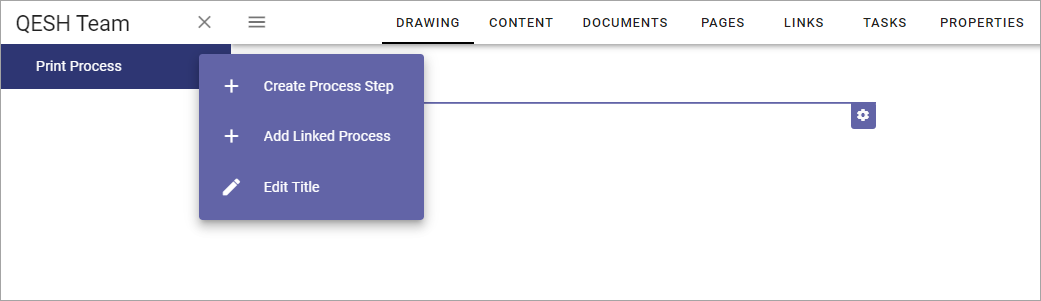 QESH Team
DRAWING CONTENT DOCUMENTS PAGES LINKS TASKS PROPERTIES
Print Process
Create Process Step
Add Linked Process
Edit Title